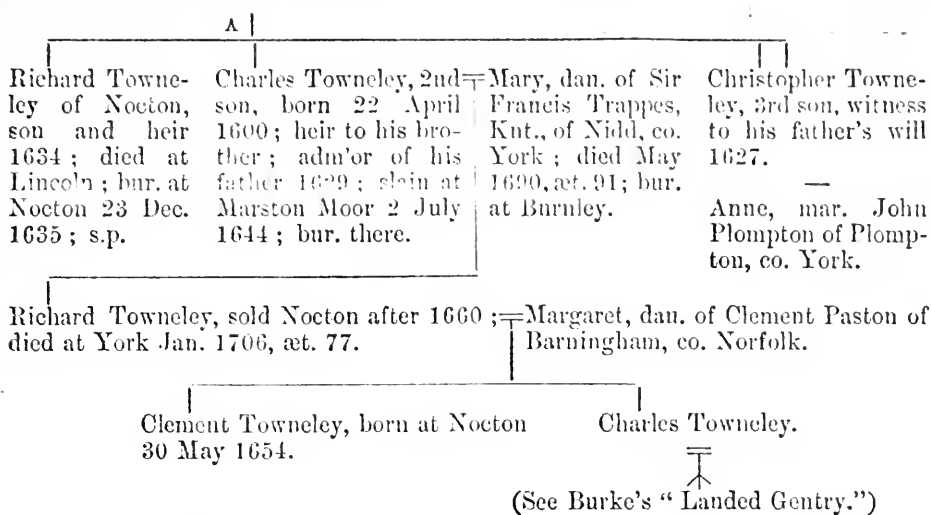 A
Richard Towne-
ley of Nocton,
son and heir
1634 ; died at
Lincoln ; bur. at
Nocton 23 Dec.
1635 ; s.p.
Charles Towneley, 2nd
son, born 22 April
1600 ; heir to his bro-
ther ; adm'or of his
father 1629 ; slain at
Marston Moor 2 July
1644 ; bur. there.
Mary, dan. of Sir
Francis Trappes,
Knt., of Nidd, co.
York ; died May
1690, æt. 91; bur.
at Burnley.
Christopher Towne-
ley, 3rd son, witness
to his father's will
1627.
—
Anne, mar. John
Plompton of Plomp-
ton, co. York.
Richard Towneley, sold Nocton after 1660 ;
died at York Jan. 1706, æt. 77.
Margaret, dan. of Clement Paston of
Barningham, co. Norfolk.
Clement Towneley, born at Nocton
30 May 1654.
Charles Towneley.
(See Burke's “ Landed Gentry.”)